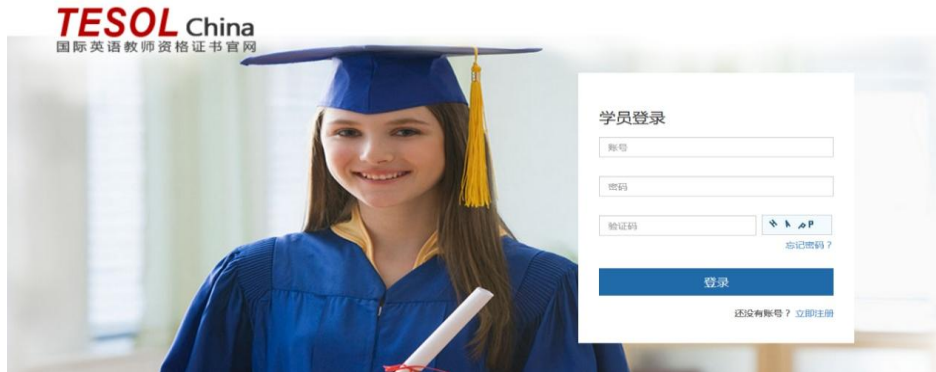 TESOL China
国际英语教师资格证书官网
学员登录
账号
密码
验证码
忘记密码？
登录
还没有账号？ 立即注册